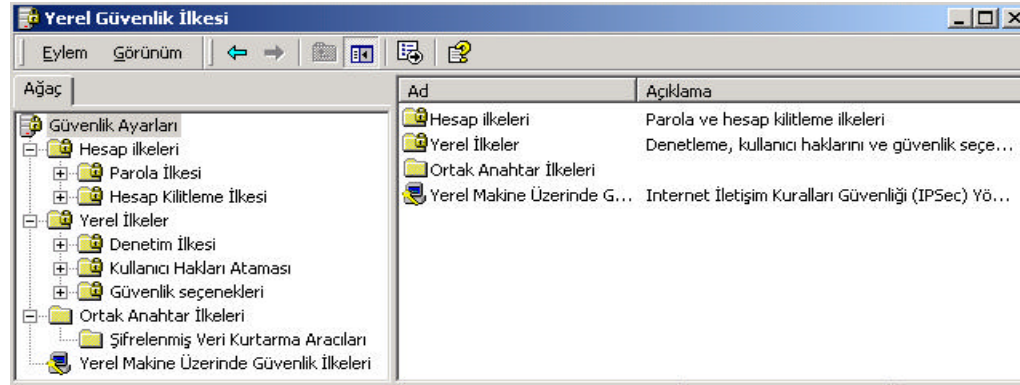 Yerel Güvenlik İlkesi
Eylem Görünüm
Ağaç
Güvenlik Ayarları
Hesap ilkeleri
Parola İlkesi
Hesap Kilitleme İlkesi
Yerel İlkeler
Denetim İlkesi
Kullanıcı Hakları Ataması
Güvenlik seçenekleri
Ortak Anahtar İlkeleri
Şifrelenmiş Veri Kurtarma Aracıları
Yerel Makine Üzerinde Güvenlik İlkeleri
Ad Açıklama
Hesap ilkeleri Parola ve hesap kilitleme ilkeleri
Yerel İlkeler Denetleme, kullanıcı haklarını ve güvenlik seçe...
Ortak Anahtar İlkeleri
Yerel Makine Üzerinde G... Internet İletişim Kuralları Güvenliği (IPSec) Yö...